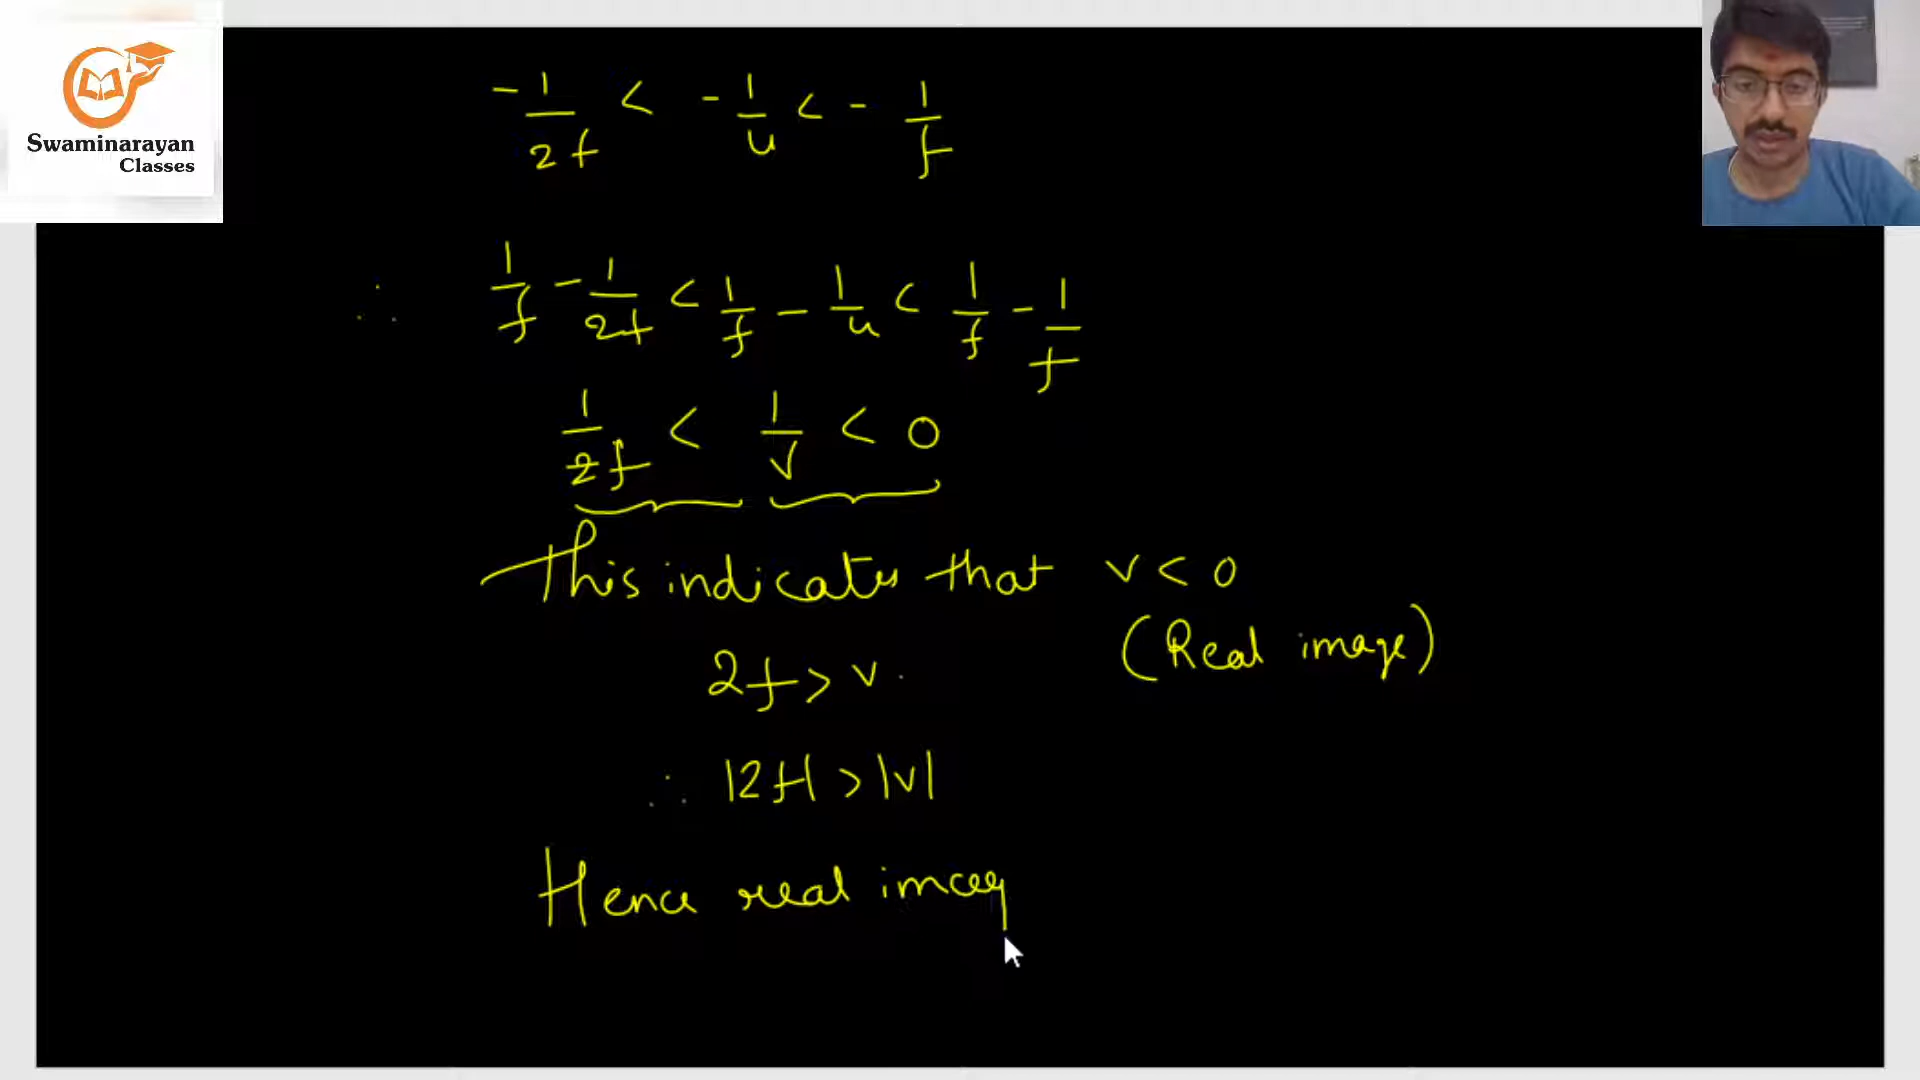 Swaminarayan
Classes
- 1/2f < - 1/u < - 1/f
∴ 1/f - 1/2f < 1/f - 1/u < 1/f - 1/f
1/2f < 1/v < 0
This indicates that v < 0
(Real image)
2f > v.
∴ |2f| > |v|
Hence real imag